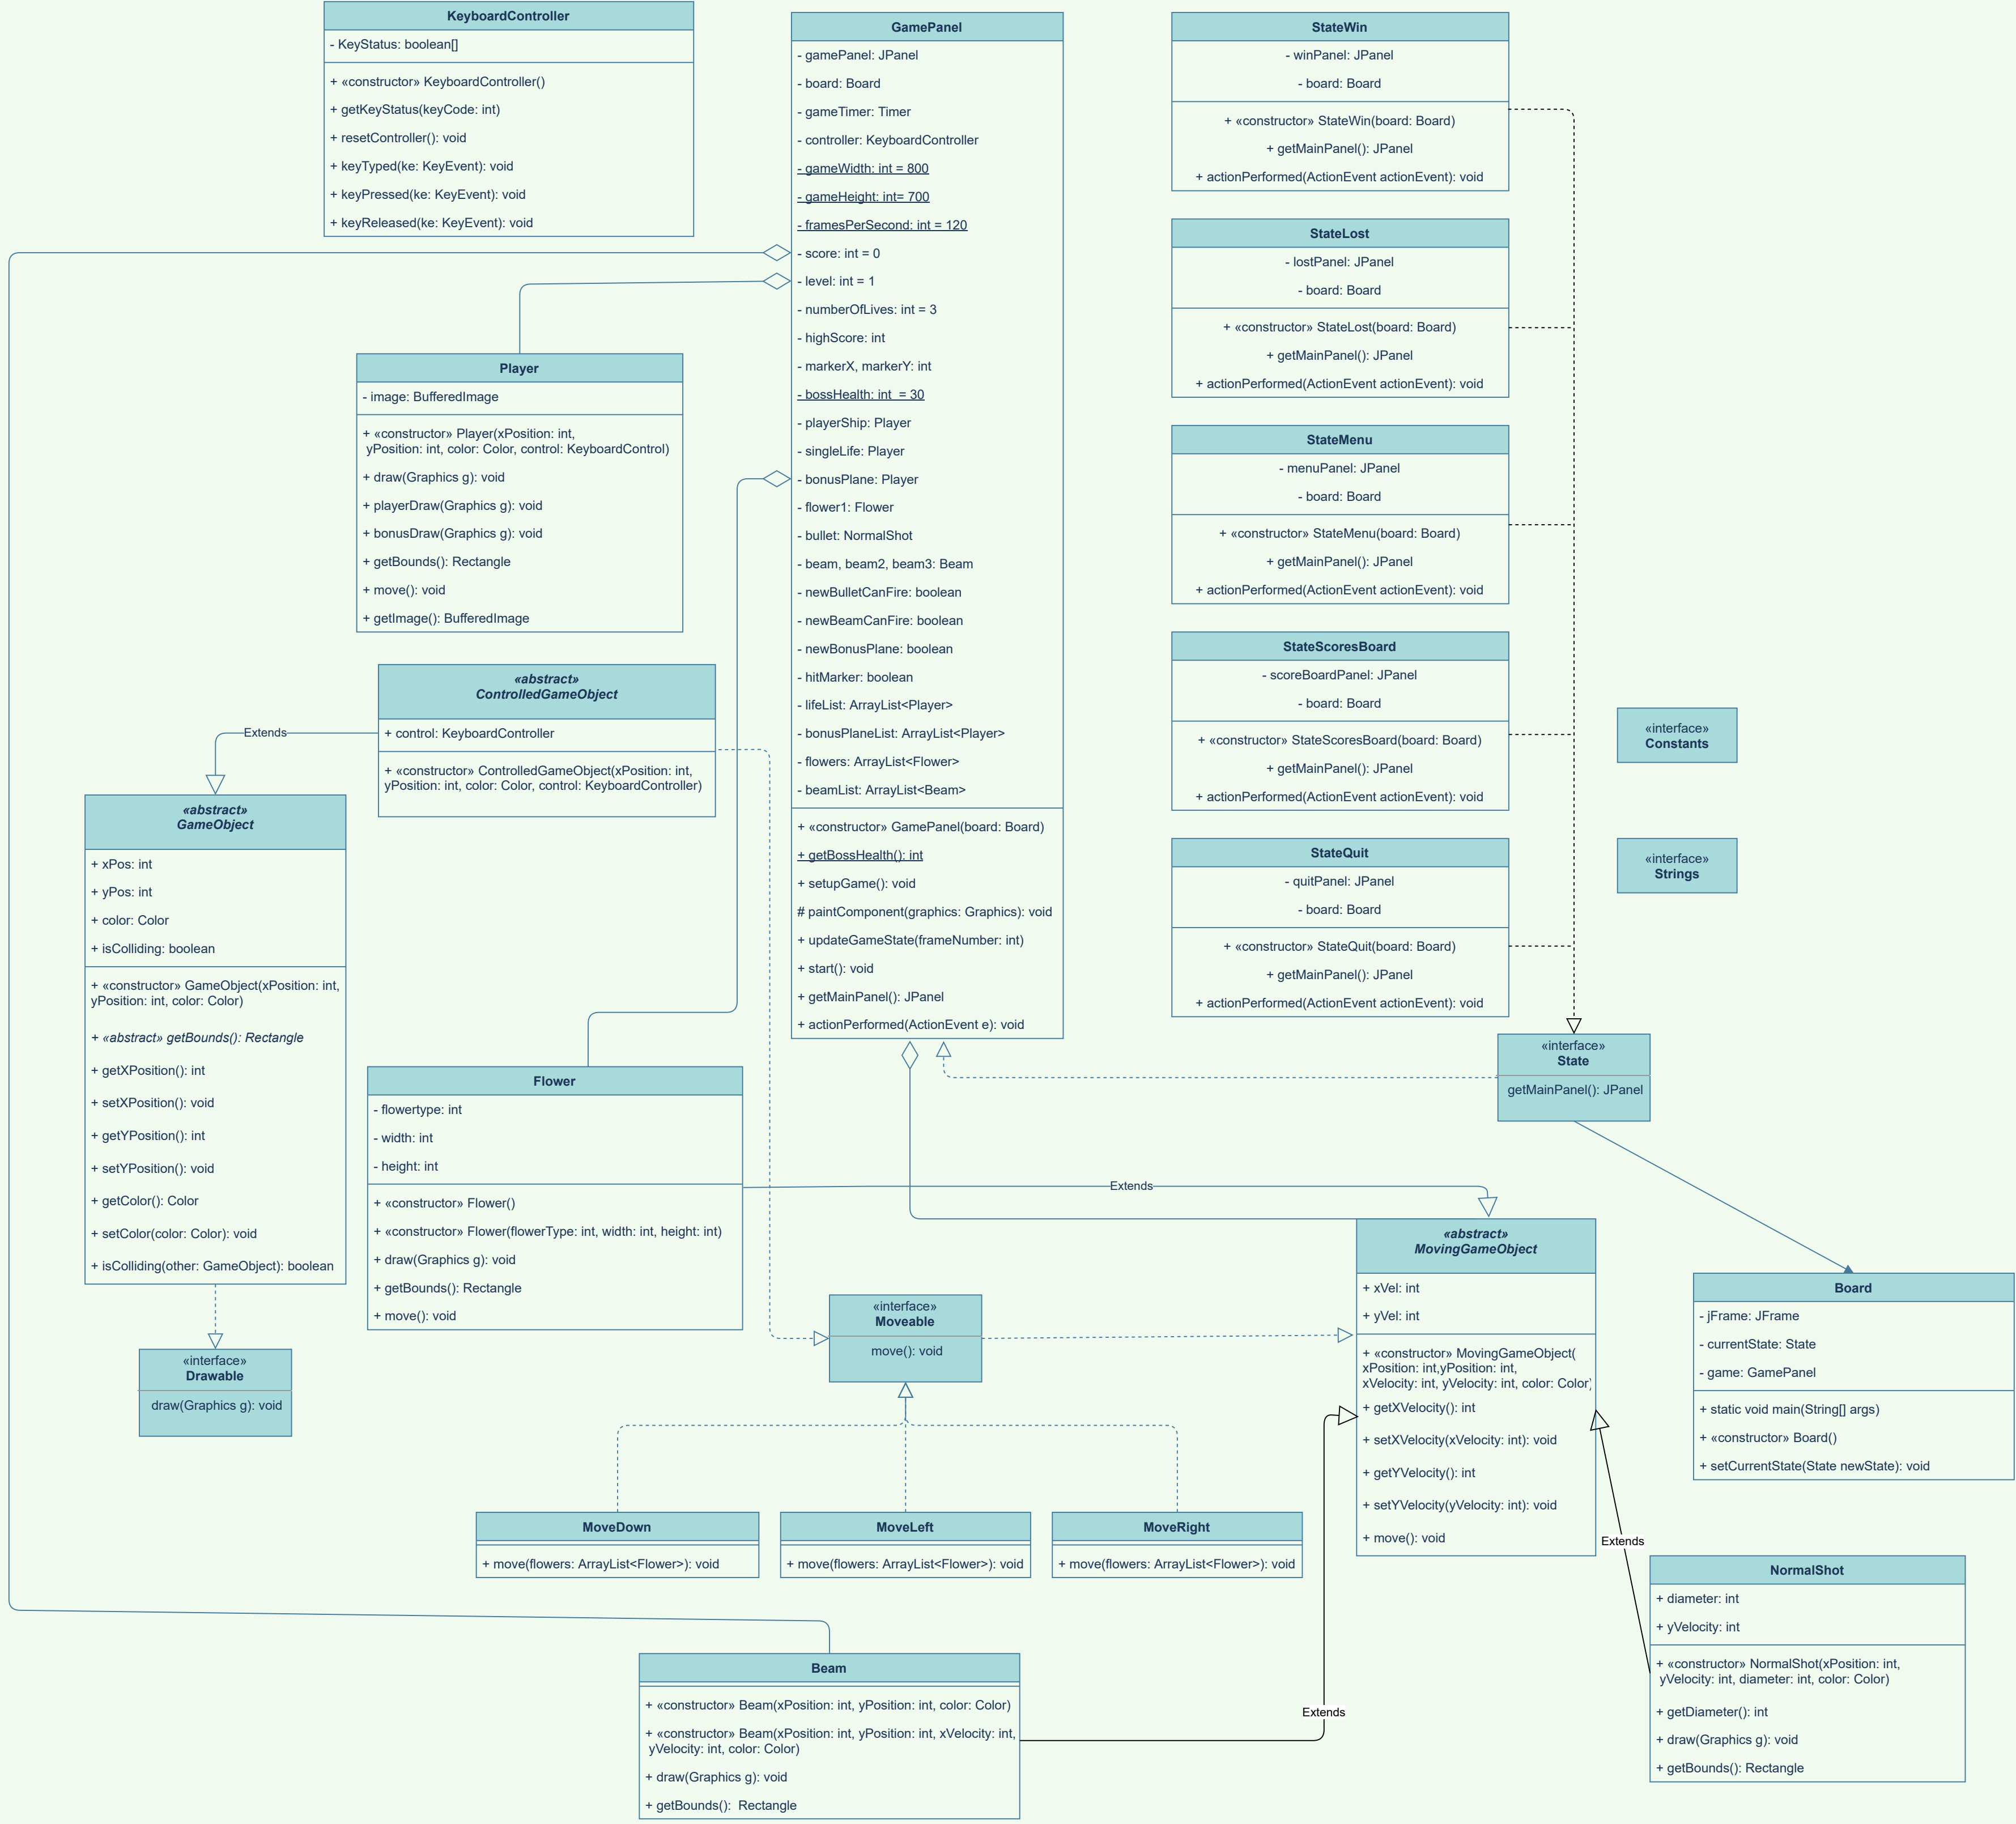 KeyboardController
- KeyStatus: boolean[]
+ «constructor» KeyboardController()
+ getKeyStatus(keyCode: int)
+ resetController(): void
+ keyTyped(ke: KeyEvent): void
+ keyPressed(ke: KeyEvent): void
+ keyReleased(ke: KeyEvent): void
GamePanel
- gamePanel: JPanel
- board: Board
- gameTimer: Timer
- controller: KeyboardController
- gameWidth: int = 800
- gameHeight: int= 700
- framesPerSecond: int = 120
- score: int = 0
- level: int = 1
- numberOfLives: int = 3
- highScore: int
- markerX, markerY: int
- bossHealth: int  = 30
- playerShip: Player
- singleLife: Player
- bonusPlane: Player
- flower1: Flower
- bullet: NormalShot
- beam, beam2, beam3: Beam
- newBulletCanFire: boolean
- newBeamCanFire: boolean
- newBonusPlane: boolean
- hitMarker: boolean
- lifeList: ArrayList<Player>
- bonusPlaneList: ArrayList<Player>
- flowers: ArrayList<Flower>
- beamList: ArrayList<Beam>
+ «constructor» GamePanel(board: Board)
+ getBossHealth(): int
+ setupGame(): void
# paintComponent(graphics: Graphics): void
+ updateGameState(frameNumber: int)
+ start(): void
+ getMainPanel(): JPanel
+ actionPerformed(ActionEvent e): void
StateWin
- winPanel: JPanel
- board: Board
+ «constructor» StateWin(board: Board)
+ getMainPanel(): JPanel
+ actionPerformed(ActionEvent actionEvent): void
StateLost
- lostPanel: JPanel
- board: Board
+ «constructor» StateLost(board: Board)
+ getMainPanel(): JPanel
+ actionPerformed(ActionEvent actionEvent): void
StateMenu
- menuPanel: JPanel
- board: Board
+ «constructor» StateMenu(board: Board)
+ getMainPanel(): JPanel
+ actionPerformed(ActionEvent actionEvent): void
StateScoresBoard
- scoreBoardPanel: JPanel
- board: Board
+ «constructor» StateScoresBoard(board: Board)
+ getMainPanel(): JPanel
+ actionPerformed(ActionEvent actionEvent): void
StateQuit
- quitPanel: JPanel
- board: Board
+ «constructor» StateQuit(board: Board)
+ getMainPanel(): JPanel
+ actionPerformed(ActionEvent actionEvent): void
«interface»
Constants
«interface»
Strings
«interface»
State
getMainPanel(): JPanel
Player
- image: BufferedImage
+ «constructor» Player(xPosition: int,
yPosition: int, color: Color, control: KeyboardControl)
+ draw(Graphics g): void
+ playerDraw(Graphics g): void
+ bonusDraw(Graphics g): void
+ getBounds(): Rectangle
+ move(): void
+ getImage(): BufferedImage
«abstract»
ControlledGameObject
+ control: KeyboardController
+ «constructor» ControlledGameObject(xPosition: int,
yPosition: int, color: Color, control: KeyboardController)
Extends
«abstract»
GameObject
+ xPos: int
+ yPos: int
+ color: Color
+ isColliding: boolean
+ «constructor» GameObject(xPosition: int,
yPosition: int, color: Color)
+ «abstract» getBounds(): Rectangle
+ getXPosition(): int
+ setXPosition(): void
+ getYPosition(): int
+ setYPosition(): void
+ getColor(): Color
+ setColor(color: Color): void
+ isColliding(other: GameObject): boolean
«interface»
Drawable
draw(Graphics g): void
Flower
- flowertype: int
- width: int
- height: int
+ «constructor» Flower()
+ «constructor» Flower(flowerType: int, width: int, height: int)
+ draw(Graphics g): void
+ getBounds(): Rectangle
+ move(): void
Extends
«interface»
Moveable
move(): void
«abstract»
MovingGameObject
+ xVel: int
+ yVel: int
+ «constructor» MovingGameObject(
xPosition: int,yPosition: int,
xVelocity: int, yVelocity: int, color: Color)
+ getXVelocity(): int
+ setXVelocity(xVelocity: int): void
+ getYVelocity(): int
+ setYVelocity(yVelocity: int): void
+ move(): void
Board
- jFrame: JFrame
- currentState: State
- game: GamePanel
+ static void main(String[] args)
+ «constructor» Board()
+ setCurrentState(State newState): void
MoveDown
+ move(flowers: ArrayList<Flower>): void
MoveLeft
+ move(flowers: ArrayList<Flower>): void
MoveRight
+ move(flowers: ArrayList<Flower>): void
Extends
NormalShot
+ diameter: int
+ yVelocity: int
+ «constructor» NormalShot(xPosition: int,
yVelocity: int, diameter: int, color: Color)
+ getDiameter(): int
+ draw(Graphics g): void
+ getBounds(): Rectangle
Beam
+ «constructor» Beam(xPosition: int, yPosition: int, color: Color)
+ «constructor» Beam(xPosition: int, yPosition: int, xVelocity: int,
yVelocity: int, color: Color)
+ draw(Graphics g): void
+ getBounds():  Rectangle
Extends